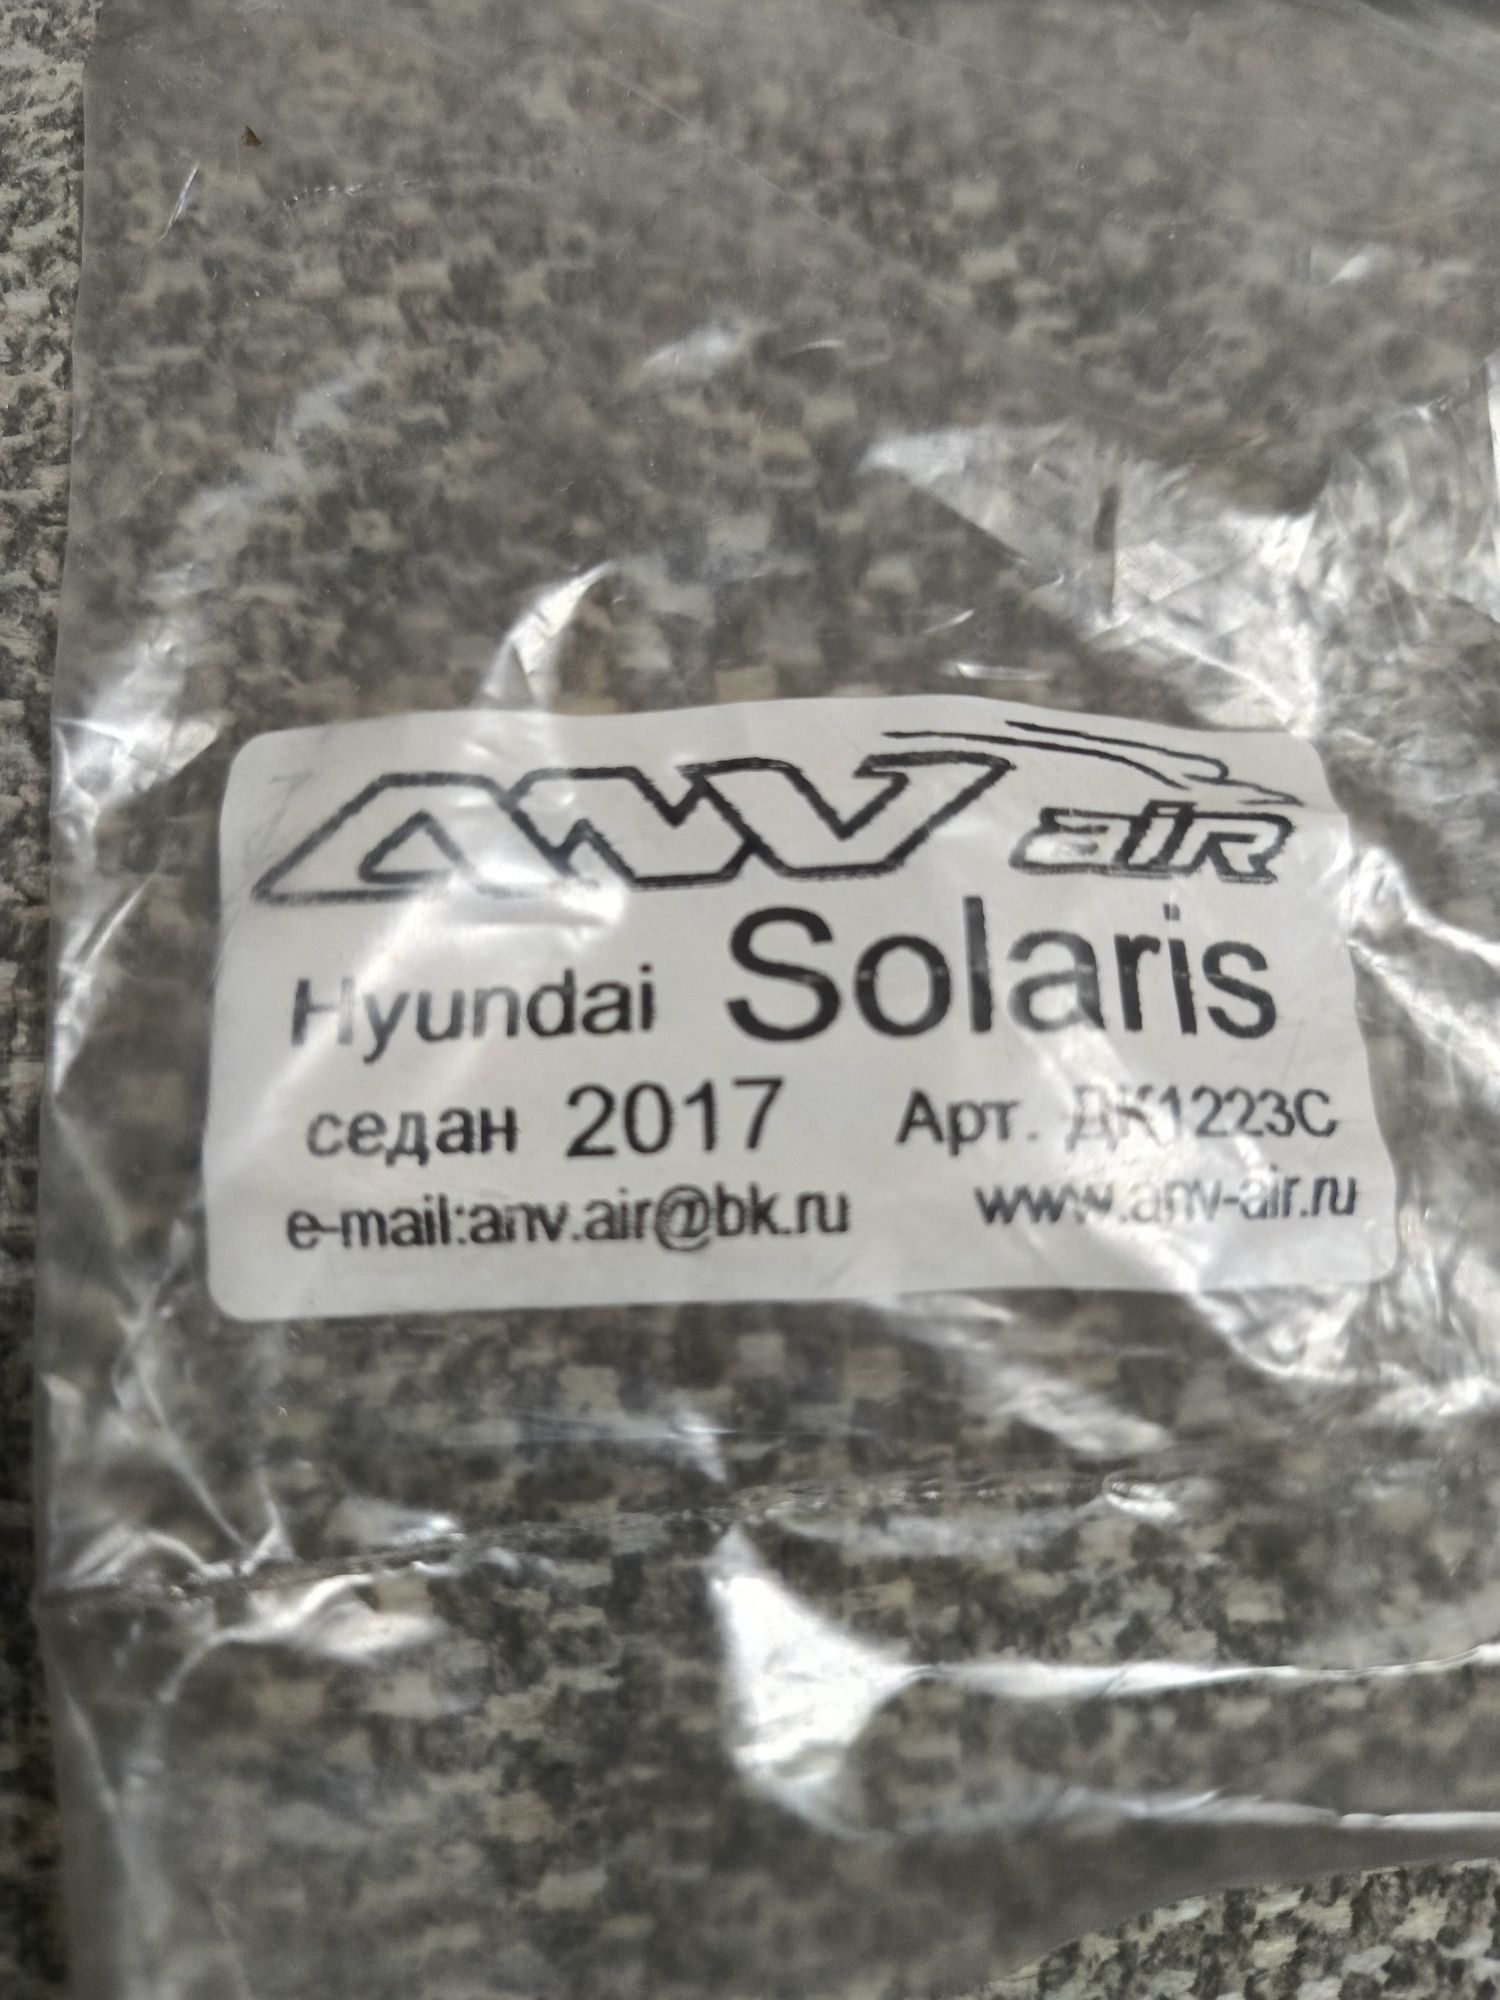 ANV air
Hyundai Solaris
седан 2017 Арт. ДК1223С
e-mail:anv.air@bk.ru www.anv-air.ru